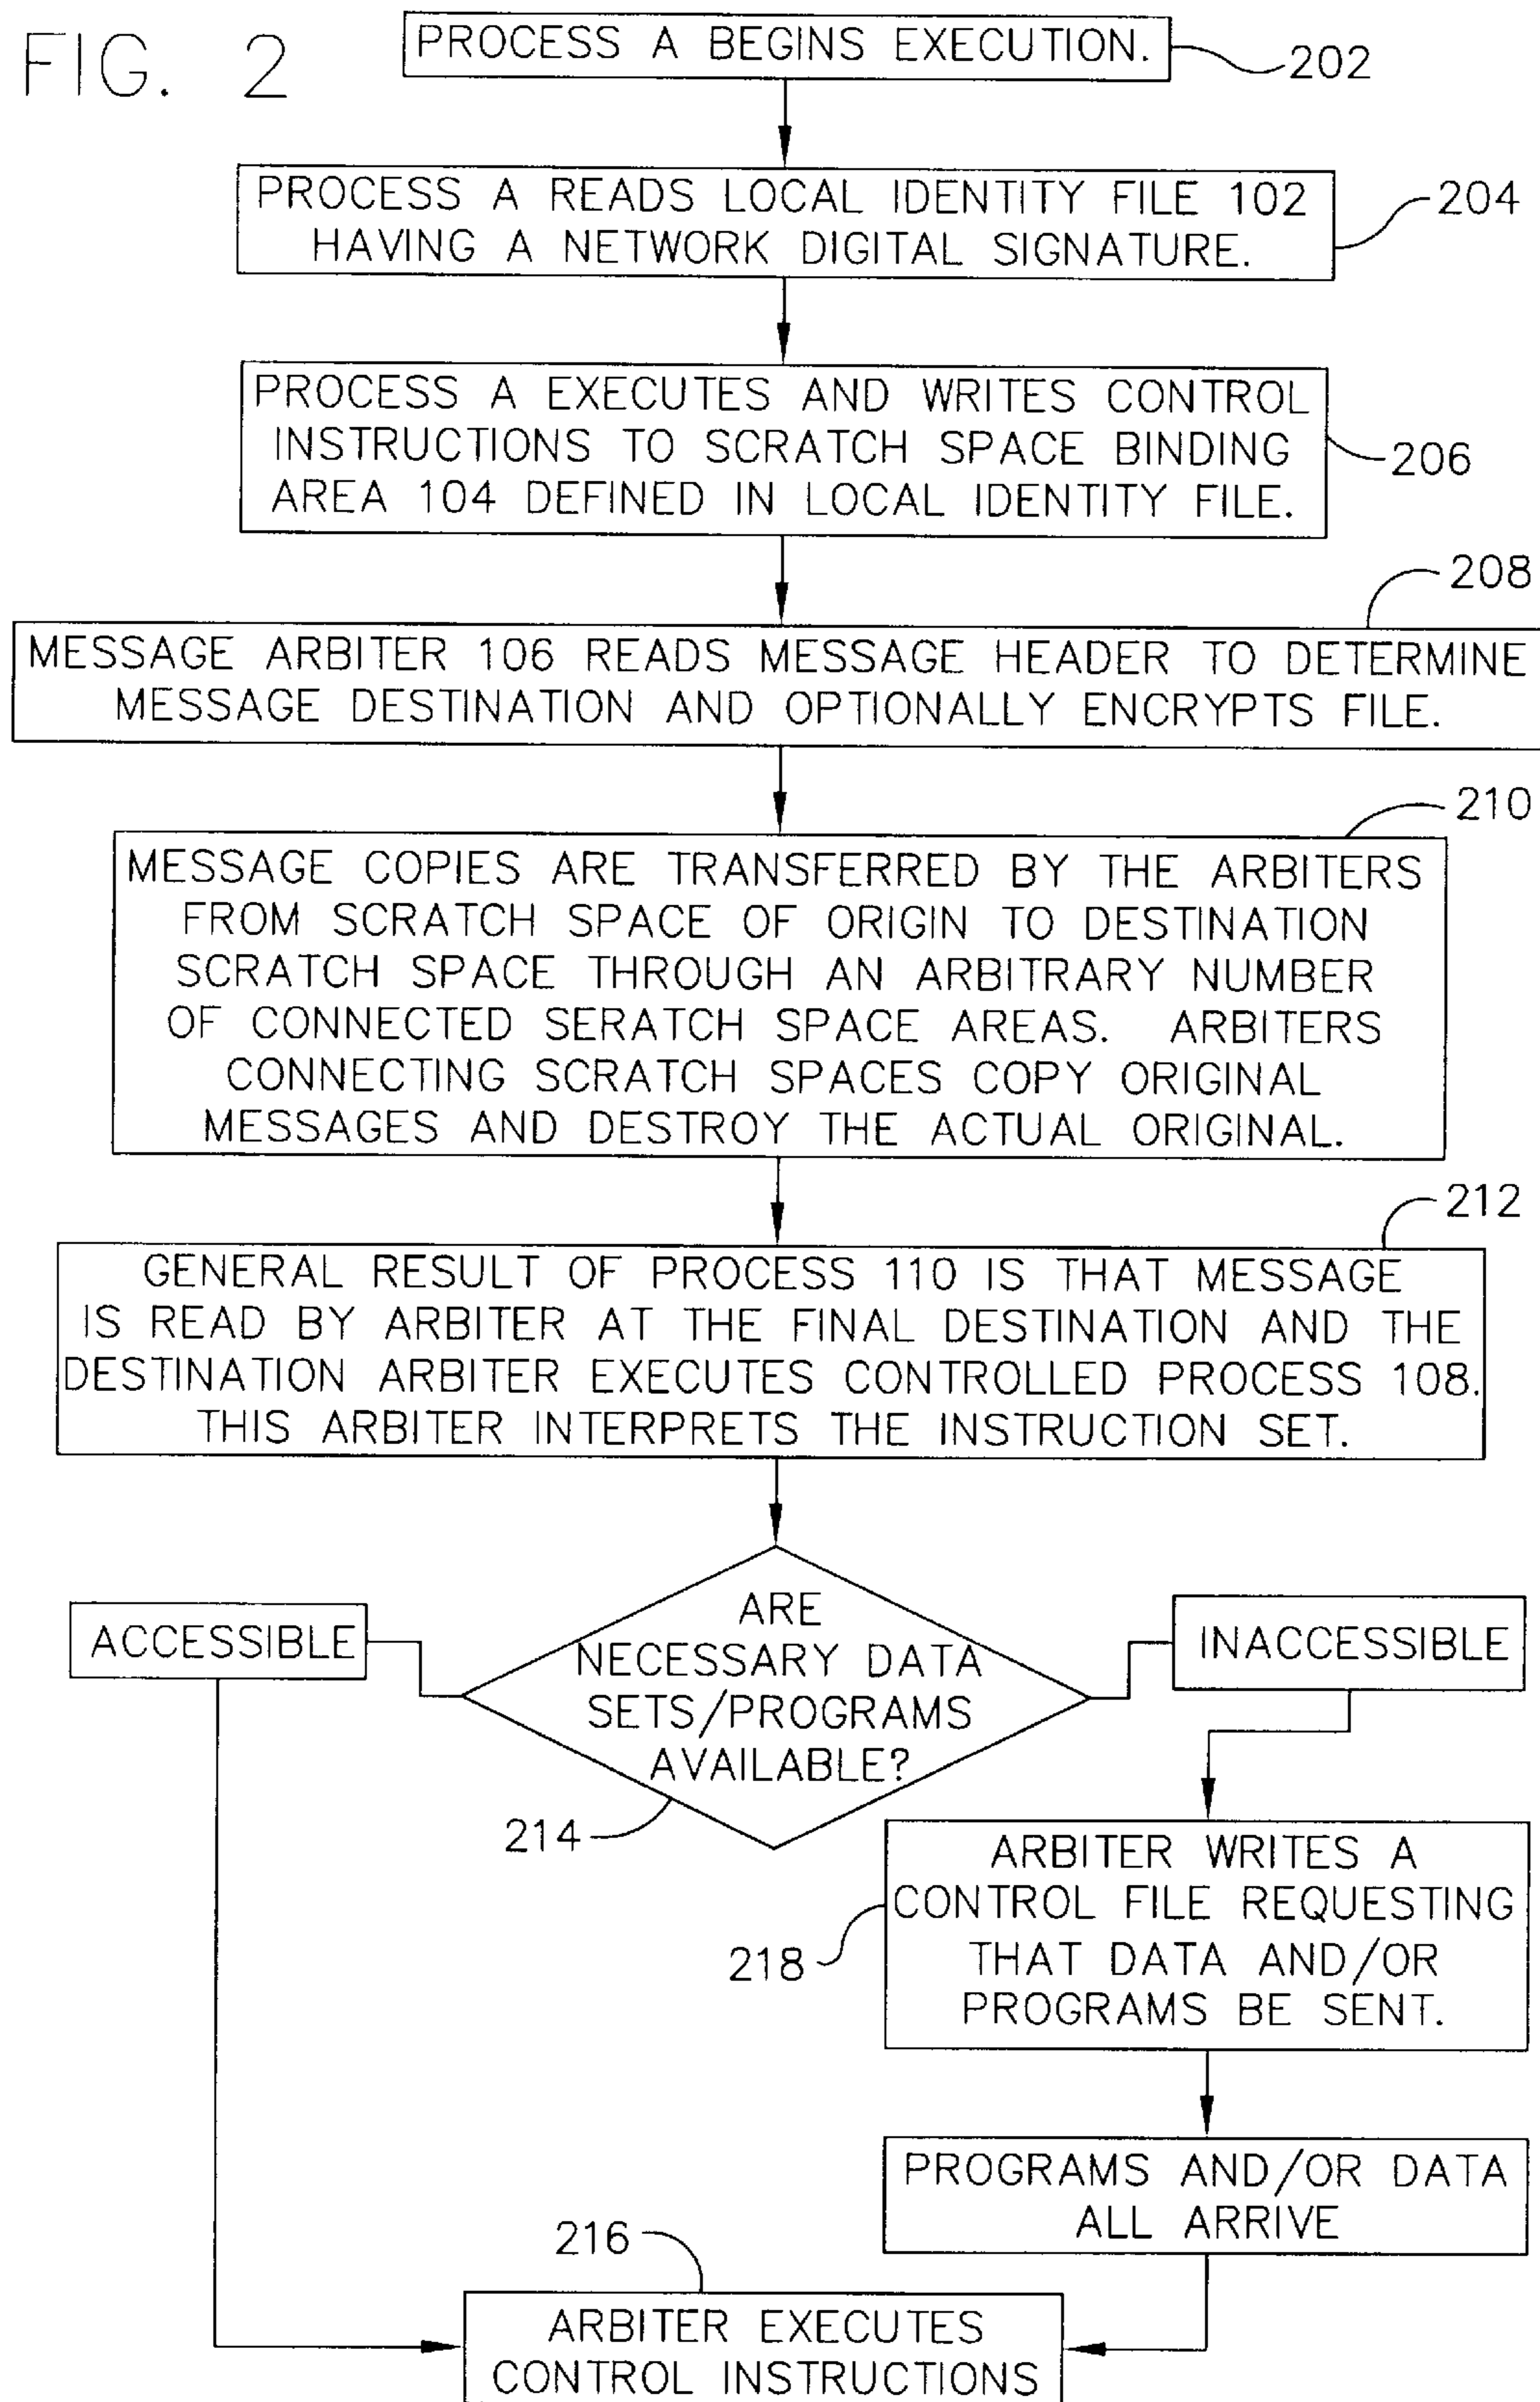 FIG. 2
PROCESS A BEGINS EXECUTION.
202
PROCESS A READS LOCAL IDENTITY FILE 102
HAVING A NETWORK DIGITAL SIGNATURE.
204
PROCESS A EXECUTES AND WRITES CONTROL
INSTRUCTIONS TO SCRATCH SPACE BINDING
AREA 104 DEFINED IN LOCAL IDENTITY FILE.
206
208
MESSAGE ARBITER 106 READS MESSAGE HEADER TO DETERMINE
MESSAGE DESTINATION AND OPTIONALLY ENCRYPTS FILE.
210
MESSAGE COPIES ARE TRANSFERRED BY THE ARBITERS
FROM SCRATCH SPACE OF ORIGIN TO DESTINATION
SCRATCH SPACE THROUGH AN ARBITRARY NUMBER
OF CONNECTED SERATCH SPACE AREAS. ARBITERS
CONNECTING SCRATCH SPACES COPY ORIGINAL
MESSAGES AND DESTROY THE ACTUAL ORIGINAL.
212
GENERAL RESULT OF PROCESS 110 IS THAT MESSAGE
IS READ BY ARBITER AT THE FINAL DESTINATION AND THE
DESTINATION ARBITER EXECUTES CONTROLLED PROCESS 108.
THIS ARBITER INTERPRETS THE INSTRUCTION SET.
ARE
NECESSARY DATA
SETS/PROGRAMS
AVAILABLE?
214
ACCESSIBLE
INACCESSIBLE
ARBITER WRITES A
CONTROL FILE REQUESTING
THAT DATA AND/OR
PROGRAMS BE SENT.
218
PROGRAMS AND/OR DATA
ALL ARRIVE
216
ARBITER EXECUTES
CONTROL INSTRUCTIONS